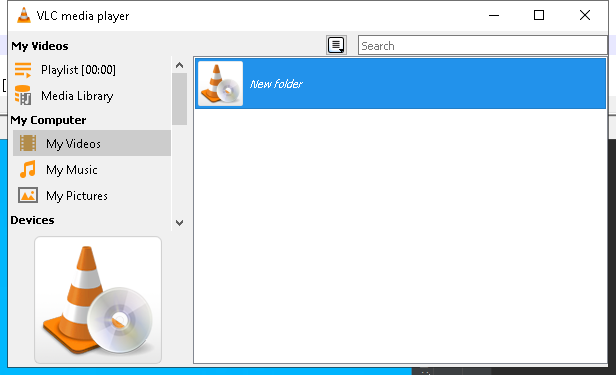 VLC media player
My Videos
Search
Playlist [00:00]
Media Library
My Computer
My Videos
My Music
My Pictures
Devices
New folder